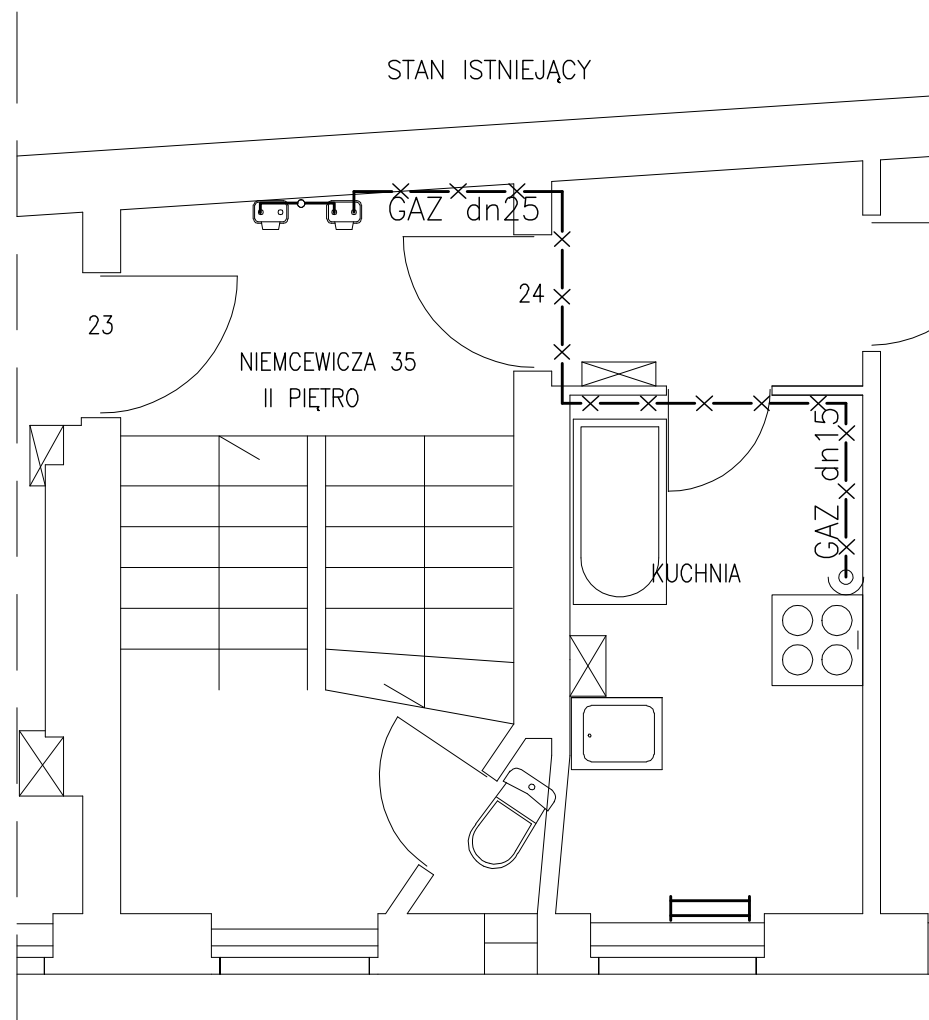 STAN ISTNIEJĄCY
GAZ dn25
24
23
NIEMCEWICZA 35
II PIĘTRO
GAZ dn15
KUCHNIA